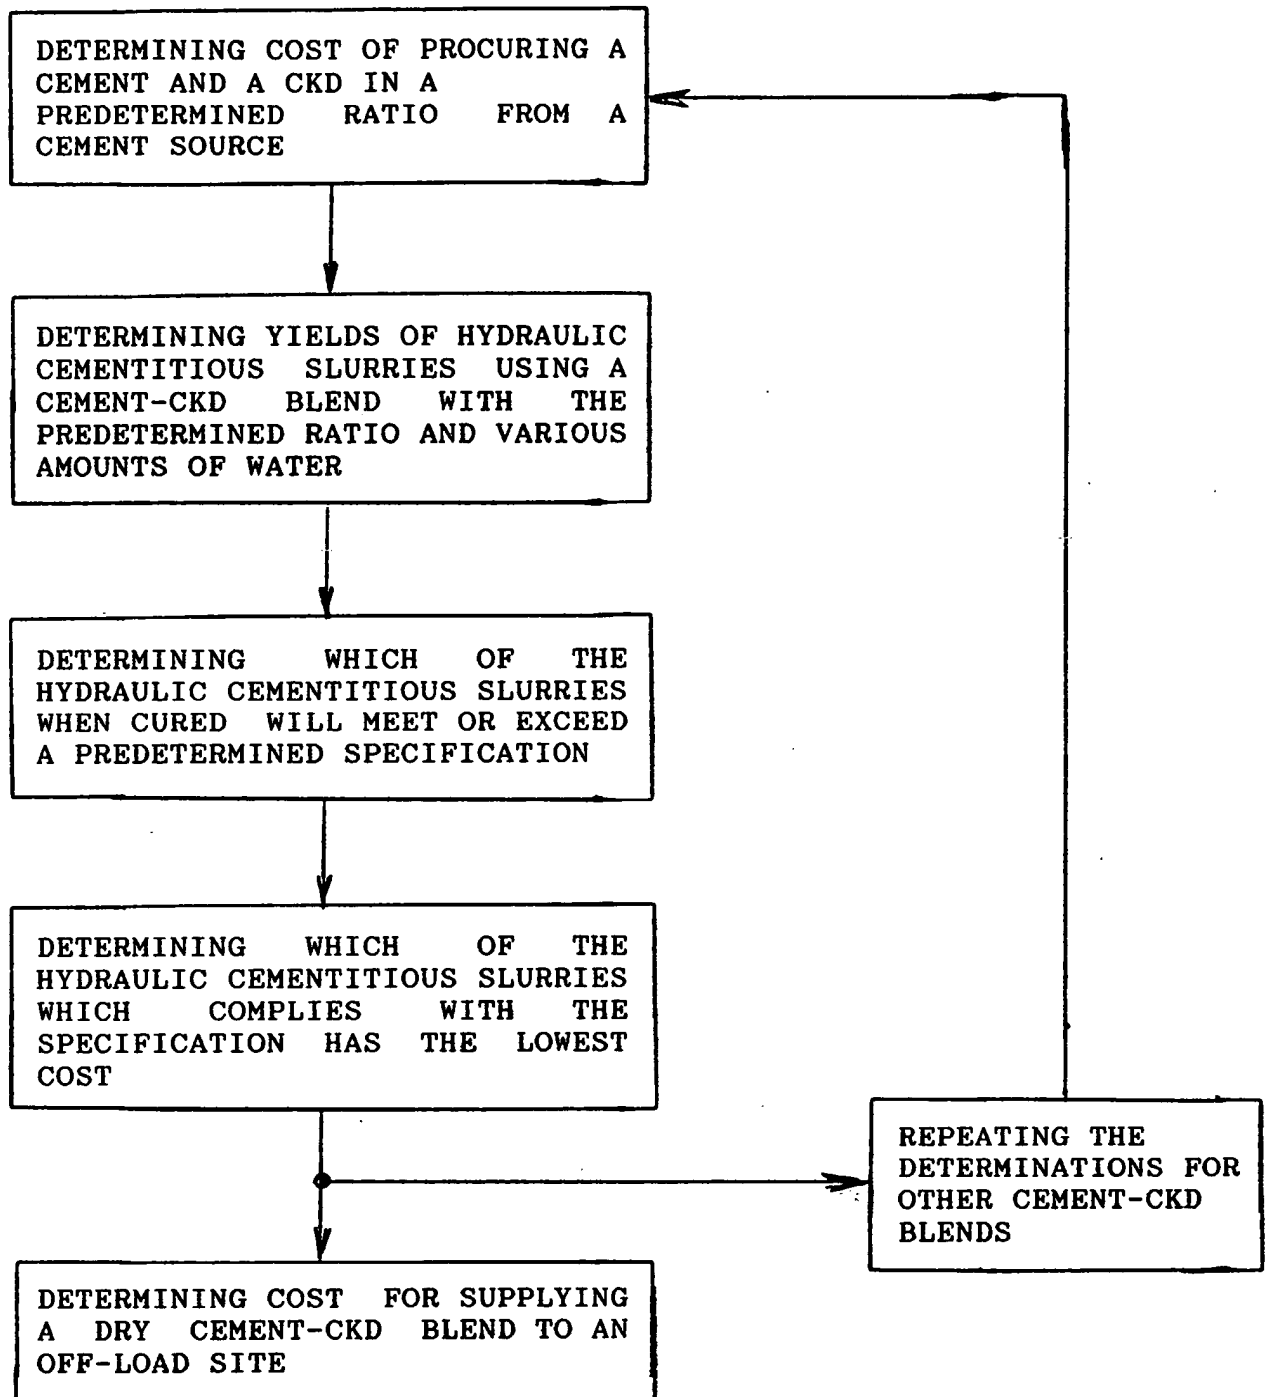 DETERMINING COST OF PROCURING A
CEMENT AND A CKD IN A
PREDETERMINED RATIO FROM A
CEMENT SOURCE
DETERMINING YIELDS OF HYDRAULIC
CEMENTITIOUS SLURRIES USING A
CEMENT-CKD BLEND WITH THE
PREDETERMINED RATIO AND VARIOUS
AMOUNTS OF WATER
DETERMINING WHICH OF THE
HYDRAULIC CEMENTITIOUS SLURRIES
WHEN CURED WILL MEET OR EXCEED
A PREDETERMINED SPECIFICATION
DETERMINING WHICH OF THE
HYDRAULIC CEMENTITIOUS SLURRIES
WHICH COMPLIES WITH THE
SPECIFICATION HAS THE LOWEST
COST
REPEATING THE
DETERMINATIONS FOR
OTHER CEMENT-CKD
BLENDS
DETERMINING COST FOR SUPPLYING
A DRY CEMENT-CKD BLEND TO AN
OFF-LOAD SITE